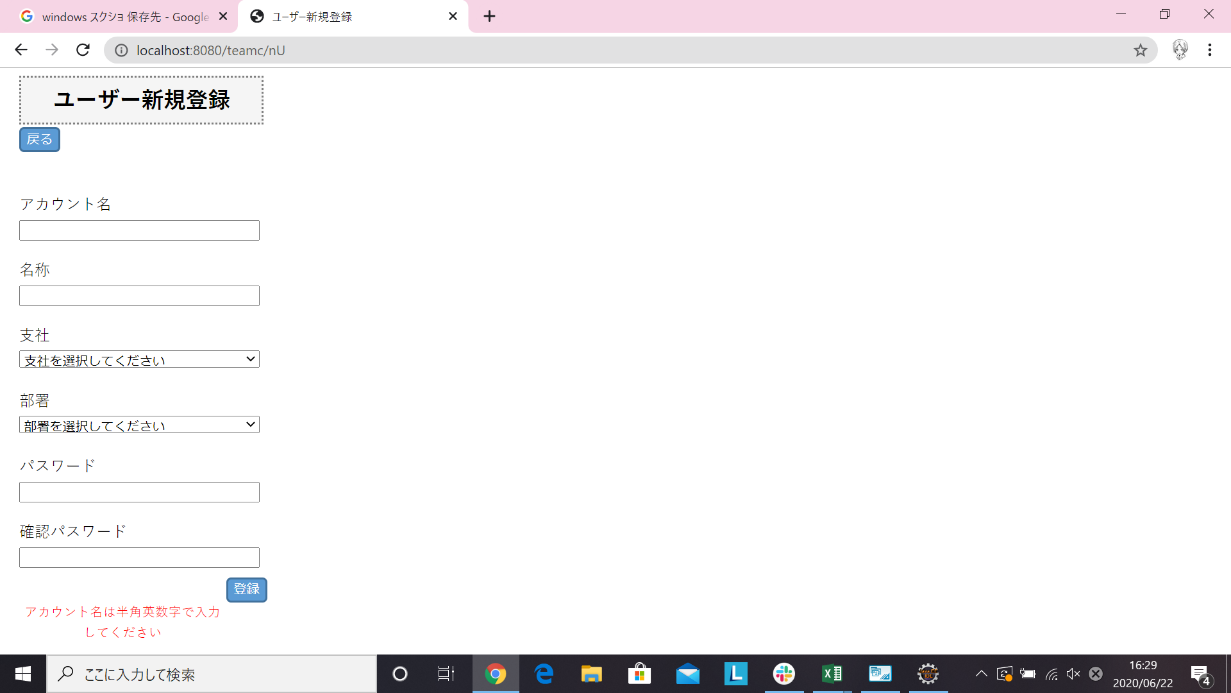 windows スクショ 保存先 - Google
ユーザー新規登録
localhost:8080/teamc/nU
ユーザー新規登録
戻る
アカウント名
名称
支社
支社を選択してください
部署
部署を選択してください
パスワード
確認パスワード
登録
アカウント名は半角英数字で入力
してください
ここに入力して検索
L
16:29
2020/06/22
4